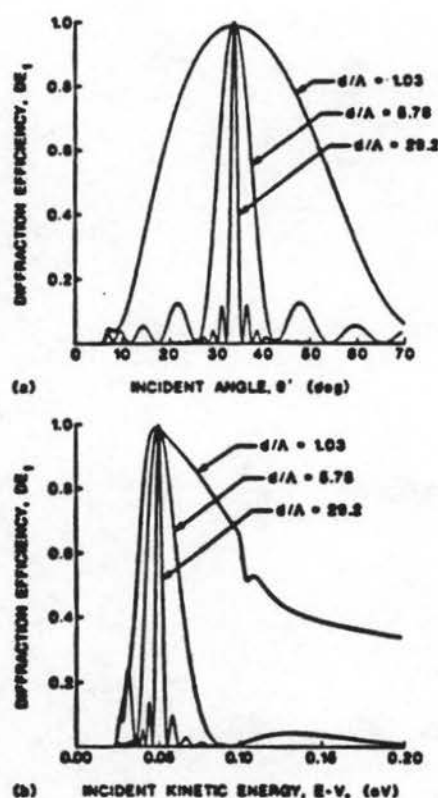 DIFFRACTION EFFICIENCY, DE₁
1.0
0.8
0.6
0.4
0.2
d/Λ = 1.03
d/Λ = 5.78
d/Λ = 29.2
0
10
20
30
40
50
60
70
(a) INCIDENT ANGLE, θ' (deg)
DIFFRACTION EFFICIENCY, DE₁
1.0
0.8
0.6
0.4
0.2
d/Λ = 1.03
d/Λ = 5.78
d/Λ = 29.2
0.00
0.05
0.10
0.15
0.20
(b) INCIDENT KINETIC ENERGY, E-V, (eV)